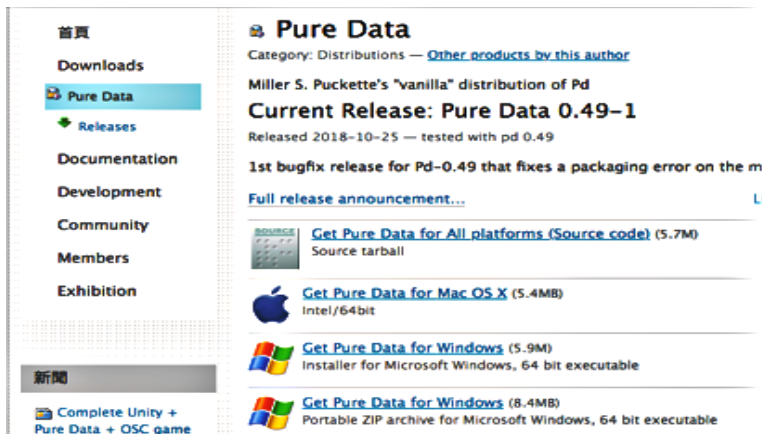 首頁
Downloads
Pure Data
Releases
Documentation
Development
Community
Members
Exhibition
新聞
Complete Unity +
Pure Data + OSC game
Pure Data
Category: Distributions — Other products by this author
Miller S. Puckette's "vanilla" distribution of Pd
Current Release: Pure Data 0.49-1
Released 2018-10-25 — tested with pd 0.49
1st bugfix release for Pd-0.49 that fixes a packaging error on the m
Full release announcement...
L
SOURCE
Get Pure Data for All platforms (Source code) (5.7M)
Source tarball
Get Pure Data for Mac OS X (5.4MB)
Intel/64bit
Get Pure Data for Windows (5.9M)
Installer for Microsoft Windows, 64 bit executable
Get Pure Data for Windows (8.4MB)
Portable ZIP archive for Microsoft Windows, 64 bit executable